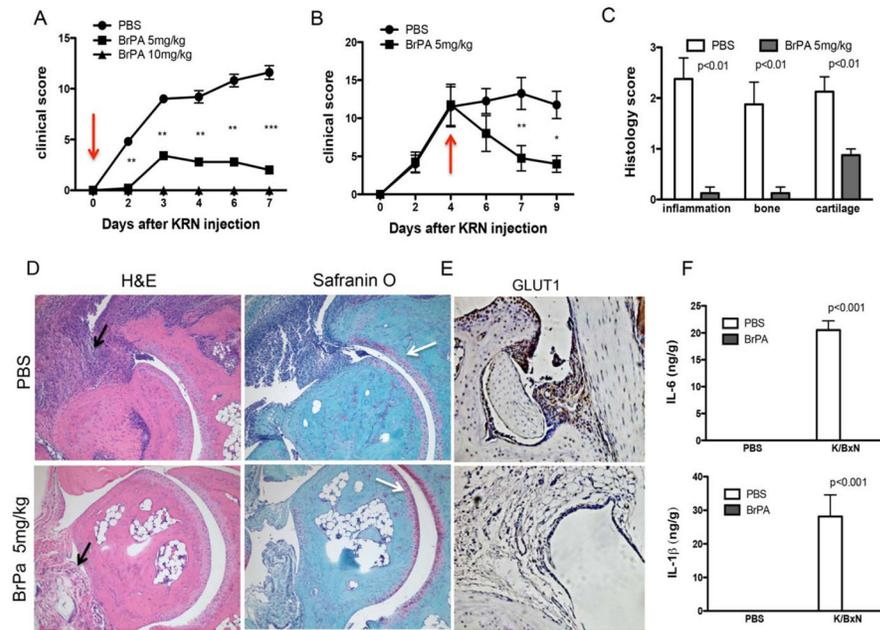 A
PBS
BrPA 5mg/kg
BrPA 10mg/kg
clinical score
15
10
5
0
**
**
**
**
***
0 2 3 4 6 7
Days after KRN injection
B
PBS
BrPA 5mg/kg
clinical score
20
15
10
5
0
**
*
0 2 4 6 7 9
Days after KRN injection
C
PBS
BrPA 5mg/kg
Histology score
3
2
1
0
p<0.01 p<0.01 p<0.01
inflammation bone cartilage
D
H&E
Safranin O
PBS
BrPa 5mg/kg
E
GLUT1
F
PBS
BrPA
p<0.001
IL-6 (ng/g)
25
20
15
10
5
0
PBS K/BxN
PBS
BrPA
p<0.001
IL-1β (ng/g)
40
30
20
10
0
PBS K/BxN